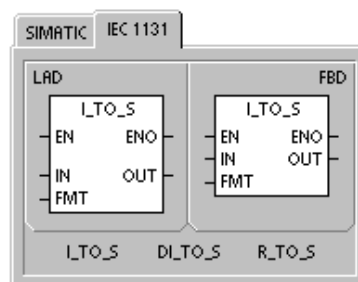 SIMATIC IEC 1131
LAD FBD
I_TO_S I_TO_S
EN ENO EN ENO
IN OUT IN OUT
FMT FMT
I_TO_S DI_TO_S R_TO_S